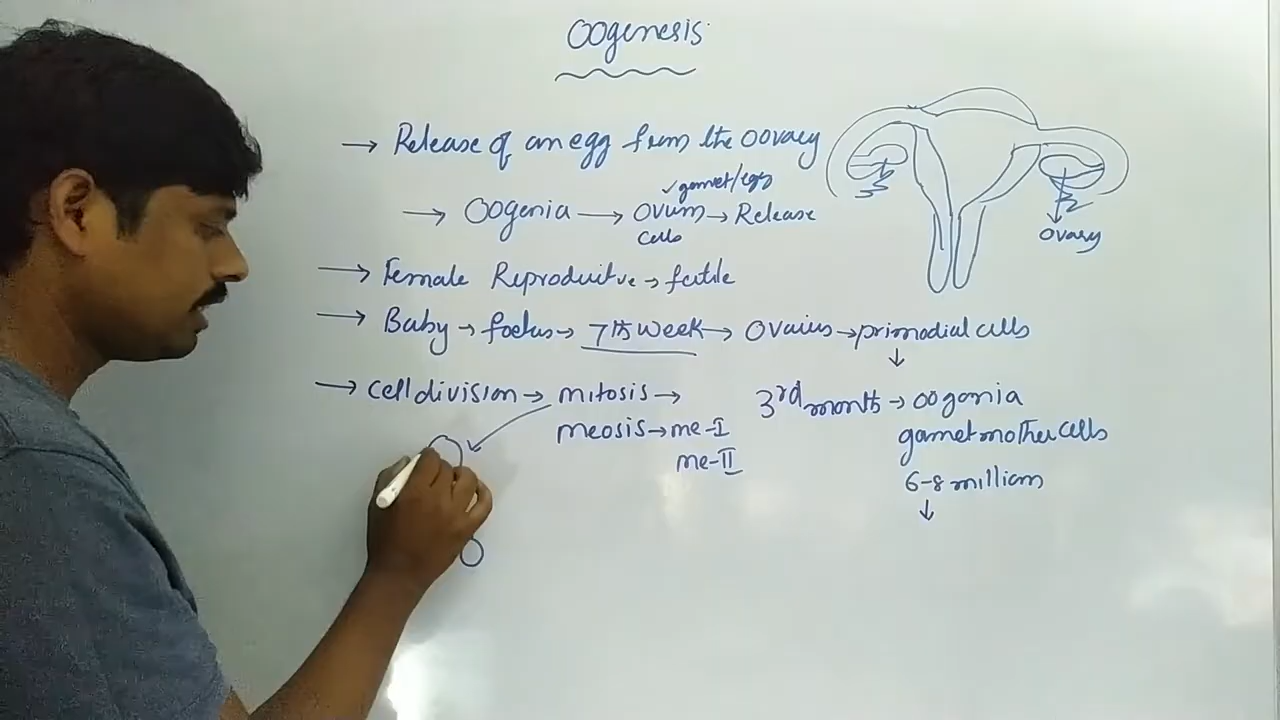 Oogenesis
→ Release of an egg from the Oovary
✓gamet/egg
→ Oogenia → Ovum → Release
cells
Ovary
→ Female Reproduitve → fertile
→ Baby → foetus → 7th week → Ovaries → primodial cells
↓
→ cell division → mitosis →
3rd month → oogonia
meosis → me-I
gamet mother cells
me-II
6-8 millions
↓